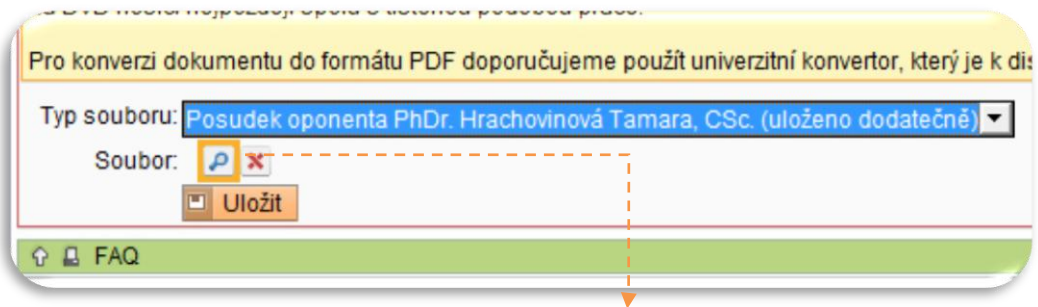 Pro konverzi dokumentu do formátu PDF doporučujeme použít univerzitní konvertor, který je k
Typ souboru: Posudek oponenta PhDr. Hrachovinová Tamara, CSc. (uloženo dodatečně)
Soubor:
Uložit
FAQ